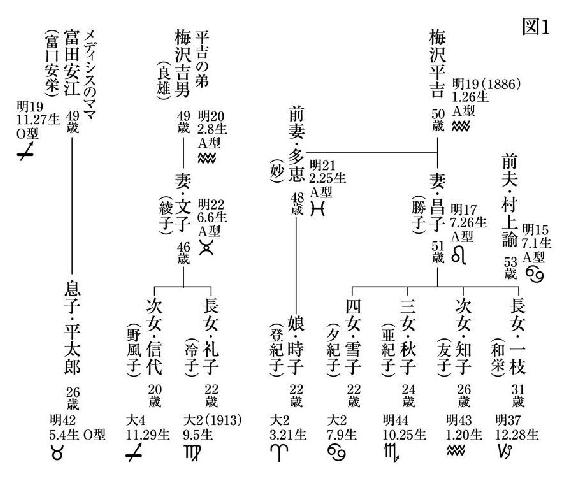 図1
梅沢平吉
50歳
明19(1886)
1.26生
A型
♒
前妻・多恵
(妙)
48歳
明21
2.25生
A型
♓
妻・昌子
(勝子)
51歳
明17
7.26生
A型
♌
前夫・村上諭
53歳
明15
7.1生
A型
♋
長女・一枝
(和栄)
31歳
明37
12.28生
♑
次女・知子
(友子)
26歳
明43
1.20生
♒
三女・秋子
(亜紀子)
24歳
明44
10.25生
♏
四女・雪子
(夕紀子)
22歳
大2
7.9生
♋
娘・時子
(登紀子)
22歳
大2
3.21生
♈
平吉の弟
梅沢吉男
(良雄)
49歳
明20
2.8生
A型
♒
妻・文子
(綾子)
46歳
明22
6.6生
A型
♉
長女・礼子
(冷子)
22歳
大2(1913)
9.5生
♍
次女・信代
(野風子)
20歳
大4
11.29生
♐
メディシスのママ
富田安江
(富口安栄)
49歳
明19
11.27生
O型
♐
息子・平太郎
26歳
明42
5.4生 O型
♉